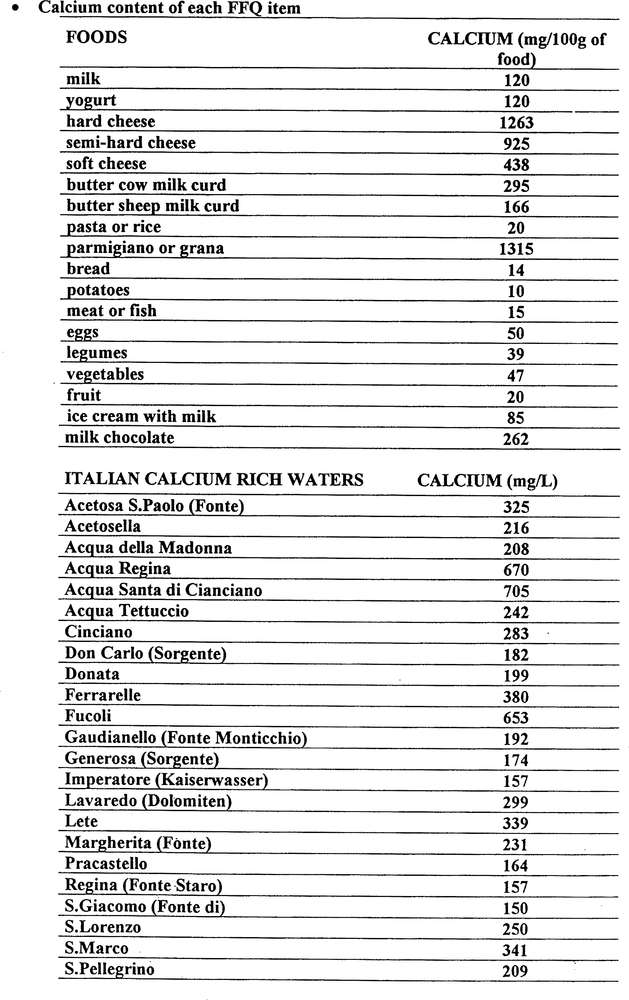 • Calcium content of each FFQ item
FOODS CALCIUM (mg/100g of
food)
milk 120
yogurt 120
hard cheese 1263
semi-hard cheese 925
soft cheese 438
butter cow milk curd 295
butter sheep milk curd 166
pasta or rice 20
parmigiano or grana 1315
bread 14
potatoes 10
meat or fish 15
eggs 50
legumes 39
vegetables 47
fruit 20
ice cream with milk 85
milk chocolate 262
ITALIAN CALCIUM RICH WATERS CALCIUM (mg/L)
Acetosa S.Paolo (Fonte) 325
Acetosella 216
Acqua della Madonna 208
Acqua Regina 670
Acqua Santa di Cianciano 705
Acqua Tettuccio 242
Cinciano 283
Don Carlo (Sorgente) 182
Donata 199
Ferrarelle 380
Fucoli 653
Gaudianello (Fonte Monticchio) 192
Generosa (Sorgente) 174
Imperatore (Kaiserwasser) 157
Lavaredo (Dolomiten) 299
Lete 339
Margherita (Fonte) 231
Pracastello 164
Regina (Fonte Staro) 157
S.Giacomo (Fonte di) 150
S.Lorenzo 250
S.Marco 341
S.Pellegrino 209